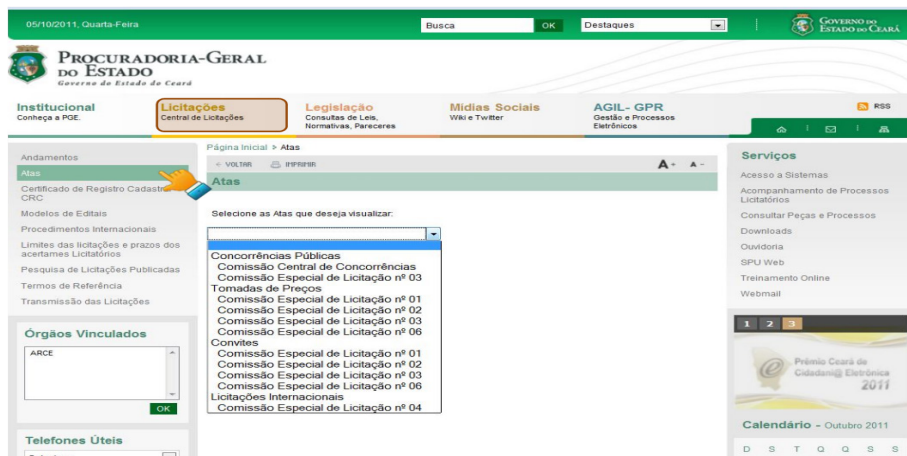 05/10/2011, Quarta-Feira
Busca
OK
Destaques
GOVERNO DO
ESTADO DO CEARÁ
PROCURADORIA-GERAL
DO ESTADO
Governo do Estado do Ceará
Institucional
Conheça a PGE.
Licitações
Central de Licitações
Legislação
Consultas de Leis,
Normativas, Pareceres
Mídias Sociais
Wiki e Twitter
AGIL- GPR
Gestão e Processos
Eletrônicos
RSS
Andamentos
Atas
Certificado de Registro Cadastral
CRC
Modelos de Editais
Procedimentos Internacionais
Limites das licitações e prazos dos
acertames Licitatórios
Pesquisa de Licitações Publicadas
Termos de Referência
Transmissão das Licitações
Órgãos Vinculados
ARCE
OK
Telefones Úteis
Página Inicial > Atas
VOLTAR
IMPRIMIR
A+ A-
Atas
Selecione as Atas que deseja visualizar:
Concorrências Públicas
Comissão Central de Concorrências
Comissão Especial de Licitação nº 03
Tomadas de Preços
Comissão Especial de Licitação nº 01
Comissão Especial de Licitação nº 02
Comissão Especial de Licitação nº 03
Comissão Especial de Licitação nº 06
Convites
Comissão Especial de Licitação nº 01
Comissão Especial de Licitação nº 02
Comissão Especial de Licitação nº 03
Comissão Especial de Licitação nº 06
Licitações Internacionais
Comissão Especial de Licitação nº 04
Serviços
Acesso a Sistemas
Acompanhamento de Processos
Licitatórios
Consultar Peças e Processos
Downloads
Ouvidoria
SPU Web
Treinamento Online
Webmail
1 2 3
Prêmio Ceará de
Cidadani@ Eletrônica
2011
Calendário - Outubro 2011
D S T Q Q S S